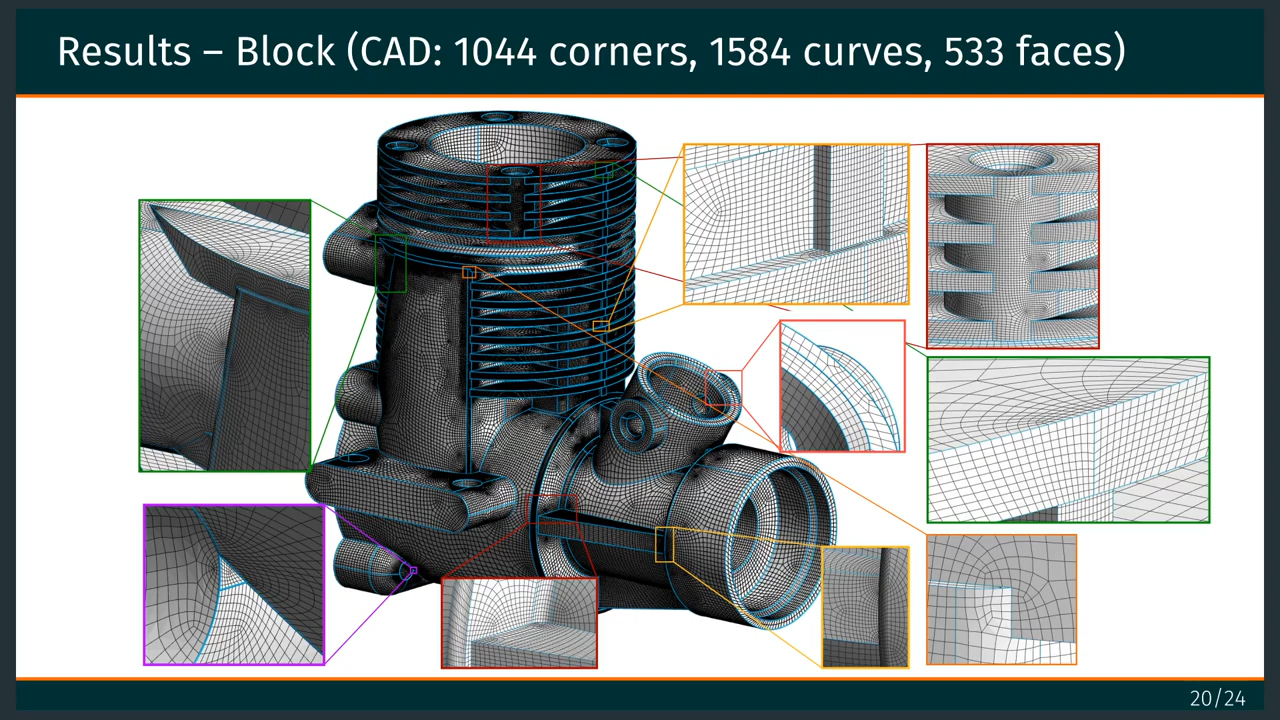 Results – Block (CAD: 1044 corners, 1584 curves, 533 faces)
20/24